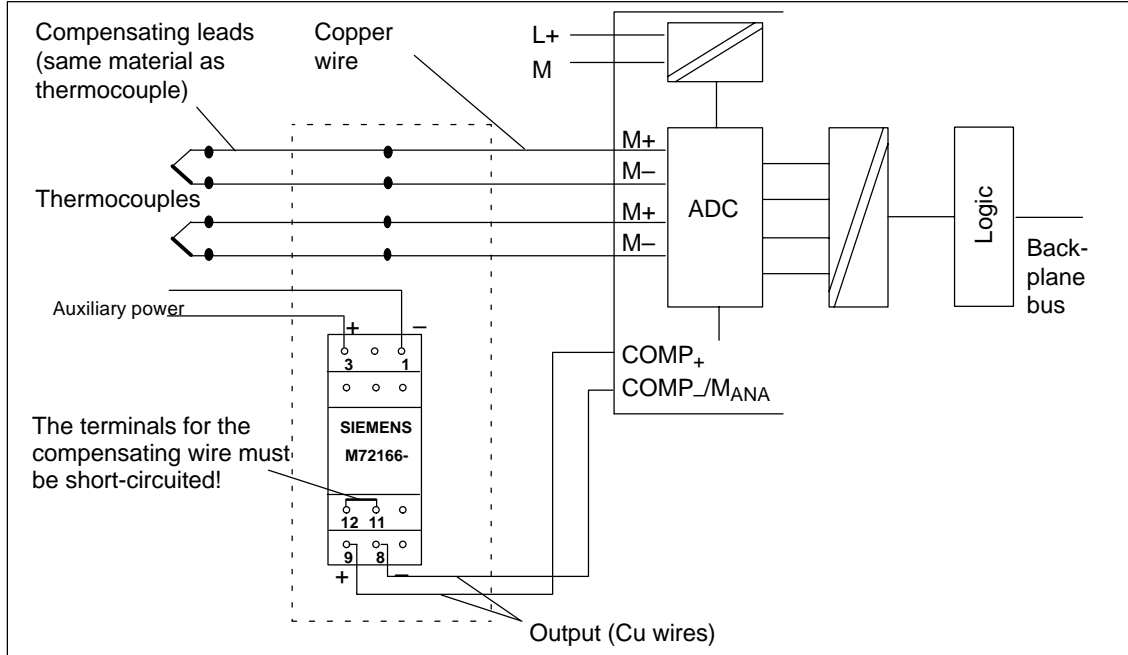 Compensating leads
(same material as
thermocouple)
Copper
wire
L+
M
M+
M–
Thermocouples
M+
M–
ADC
Logic
Back-
plane
bus
Auxiliary power
+
–
3
1
COMP+
COMP–/MANA
The terminals for the
compensating wire must
be short-circuited!
SIEMENS
M72166-
12 11
9
8
+
–
Output (Cu wires)